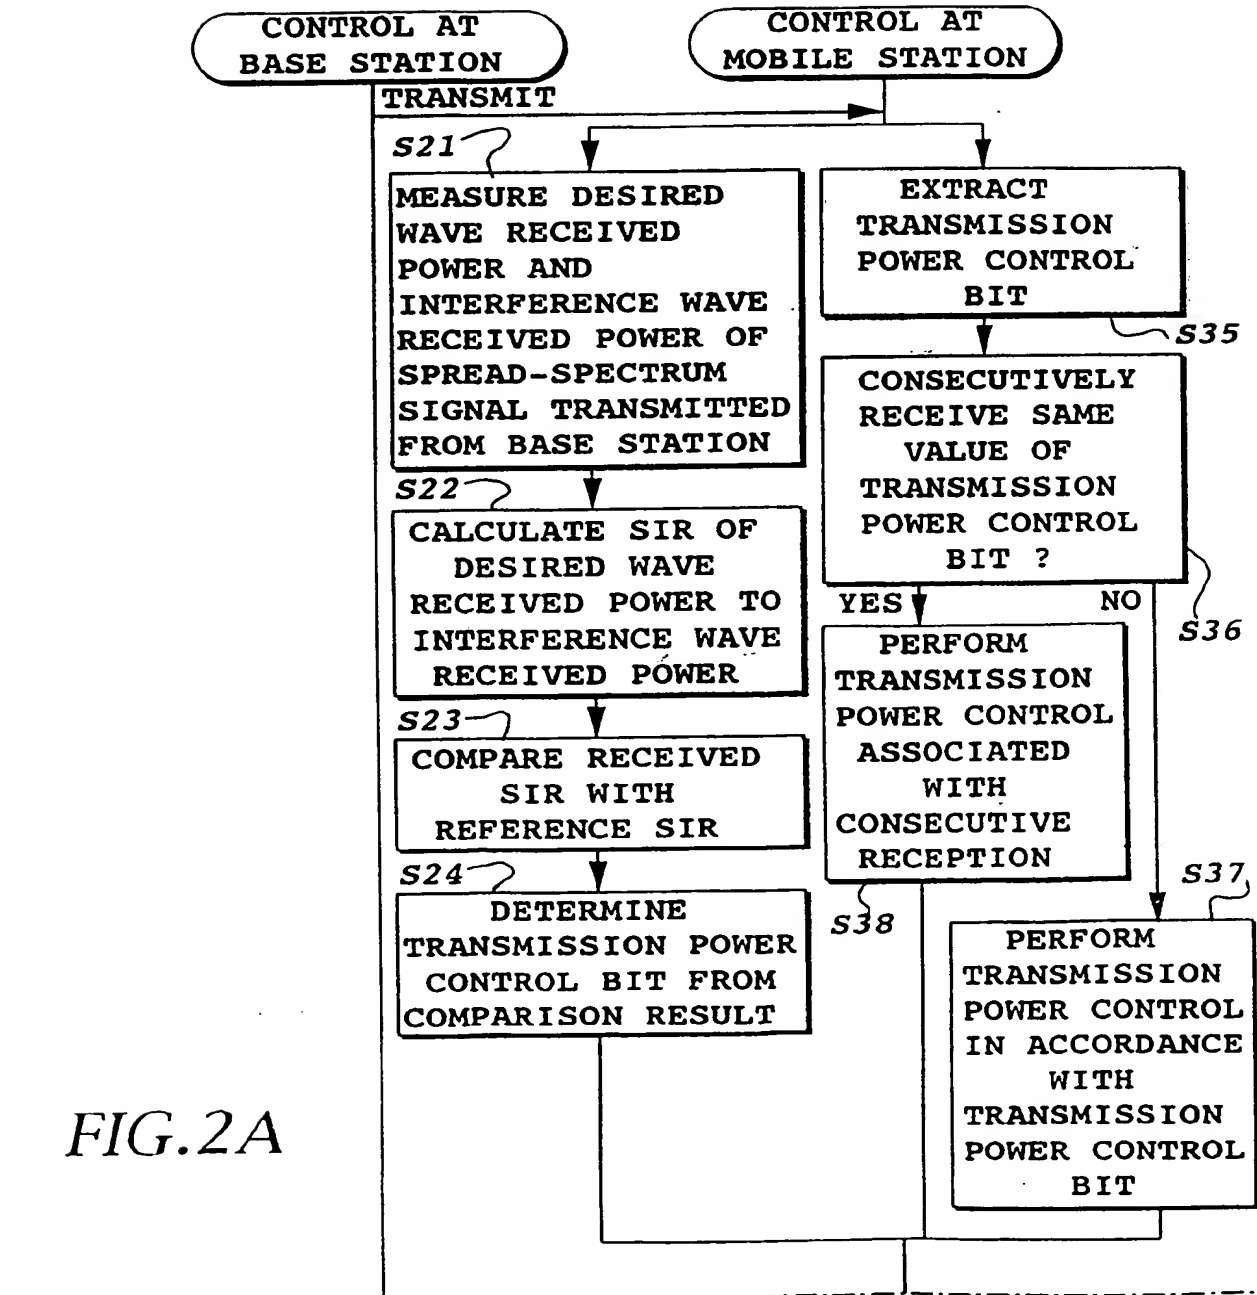 CONTROL AT
BASE STATION
CONTROL AT
MOBILE STATION
TRANSMIT
S21
MEASURE DESIRED
WAVE RECEIVED
POWER AND
INTERFERENCE WAVE
RECEIVED POWER OF
SPREAD-SPECTRUM
SIGNAL TRANSMITTED
FROM BASE STATION
S22
CALCULATE SIR OF
DESIRED WAVE
RECEIVED POWER TO
INTERFERENCE WAVE
RECEIVED POWER
S23
COMPARE RECEIVED
SIR WITH
REFERENCE SIR
S24
DETERMINE
TRANSMISSION POWER
CONTROL BIT FROM
COMPARISON RESULT
EXTRACT
TRANSMISSION
POWER CONTROL
BIT
S35
CONSECUTIVELY
RECEIVE SAME
VALUE OF
TRANSMISSION
POWER CONTROL
BIT ?
S36
YES
NO
PERFORM
TRANSMISSION
POWER CONTROL
ASSOCIATED
WITH
CONSECUTIVE
RECEPTION
S38
S37
PERFORM
TRANSMISSION
POWER CONTROL
IN ACCORDANCE
WITH
TRANSMISSION
POWER CONTROL
BIT
FIG.2A